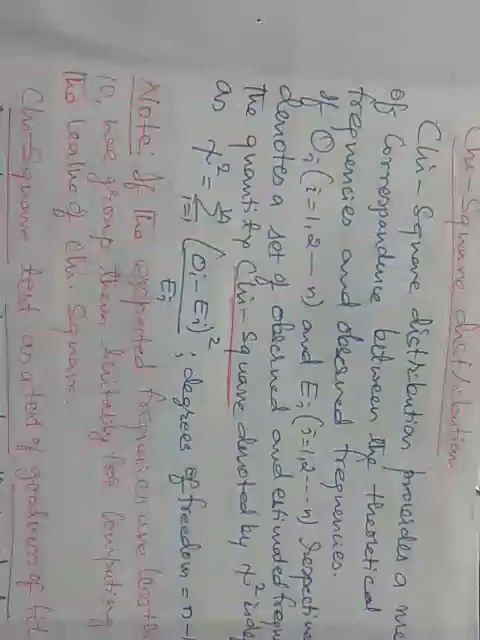 Chi-Square distribution
Chi-Square distribution provides a me
of correspondence between the theoretical
frequencies and observed frequencies.
If Oi (i=1,2---n) and Ei (i=1,2---n) respective
denotes a set of observed and estimated frequ
the quantity Chi-Square denoted by χ² is de
as χ² = Σ i=1 n (Oi-Ei)² / Ei ; degrees of freedom = n-1
Note: If the expected frequencies are less th
10, we group them suitably for computing
the value of Chi-Square.
Chi-Square test as a test of goodness of fit